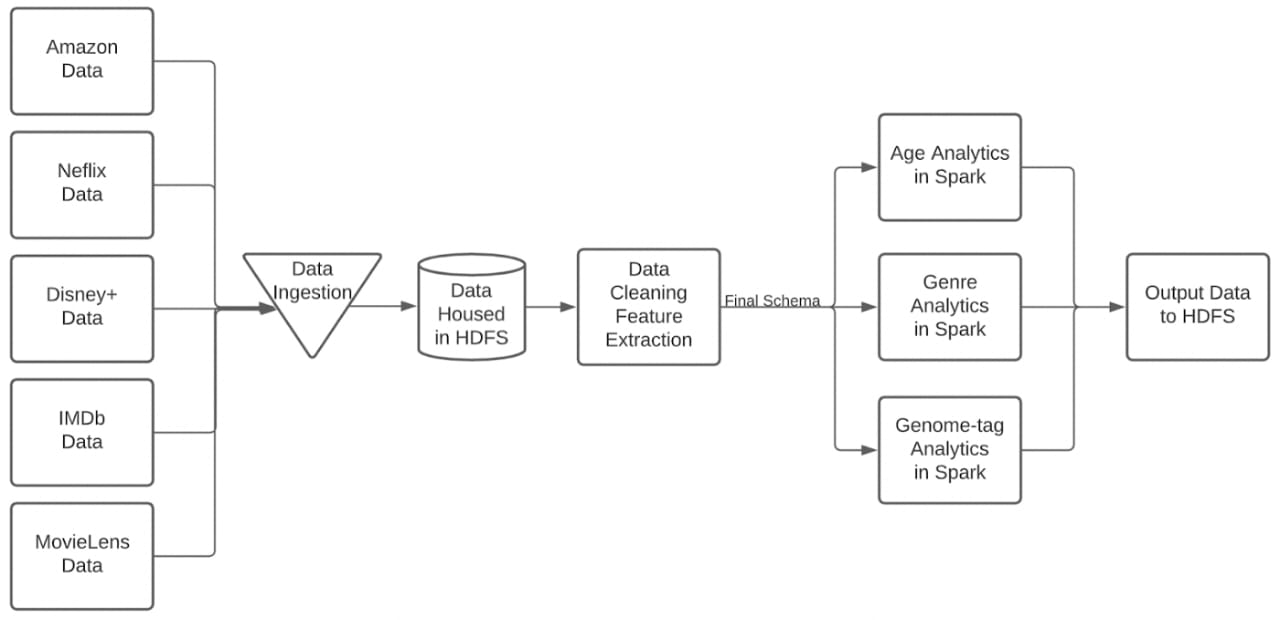 Amazon
Data
Neflix
Data
Disney+
Data
IMDb
Data
MovieLens
Data
Data
Ingestion
Data
Housed
in HDFS
Data
Cleaning
Feature
Extraction
Final Schema
Age Analytics
in Spark
Genre
Analytics
in Spark
Genome-tag
Analytics
in Spark
Output Data
to HDFS